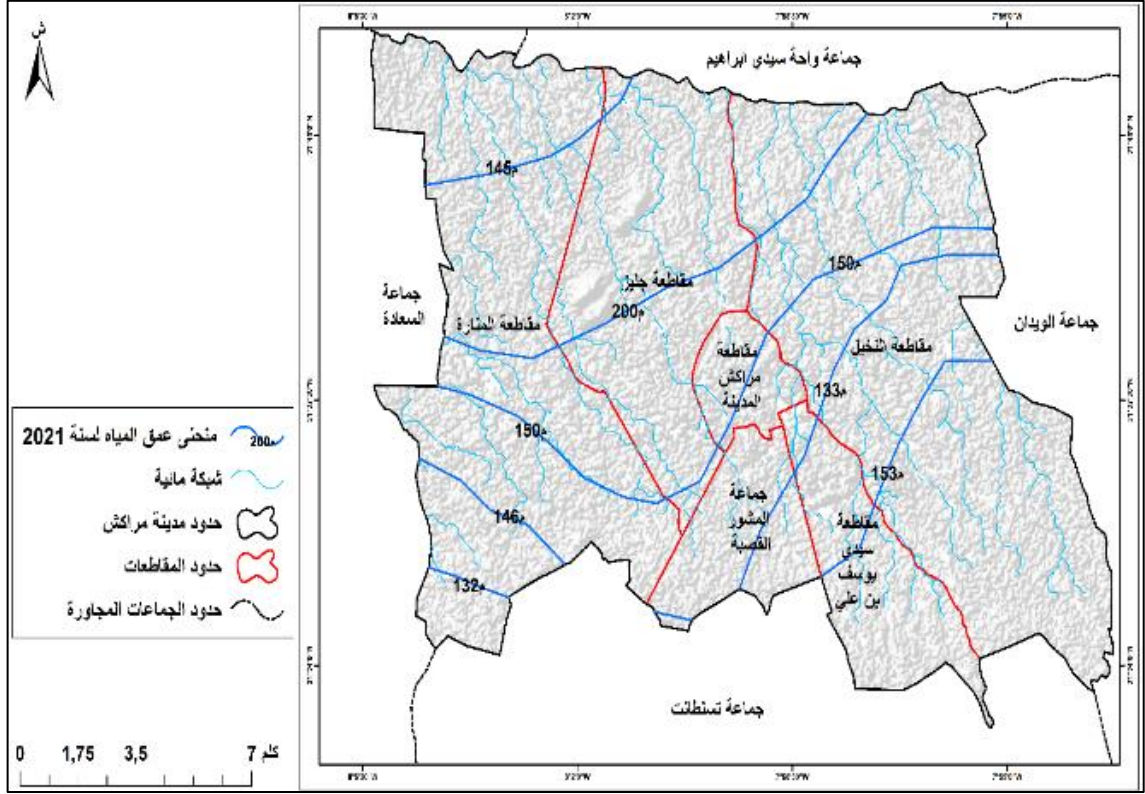 ش
جماعة واحة سيدي ابراهيم
145م
مقاطعة جليز
200م
150م
جماعة
السعادة
مقاطعة المنارة
جماعة الويدان
مقاطعة النخيل
مقاطعة
مراكش
المدينة
133م
150م
153م
146م
جماعة
المشور
القصبة
مقاطعة
سيدي
يوسف
بن علي
132م
جماعة تسلطانت
منحنى عمق المياه لسنة 2021
200م
شبكة مائية
حدود مدينة مراكش
حدود المقاطعات
حدود الجماعات المجاورة
0 1,75 3,5 7 كلم